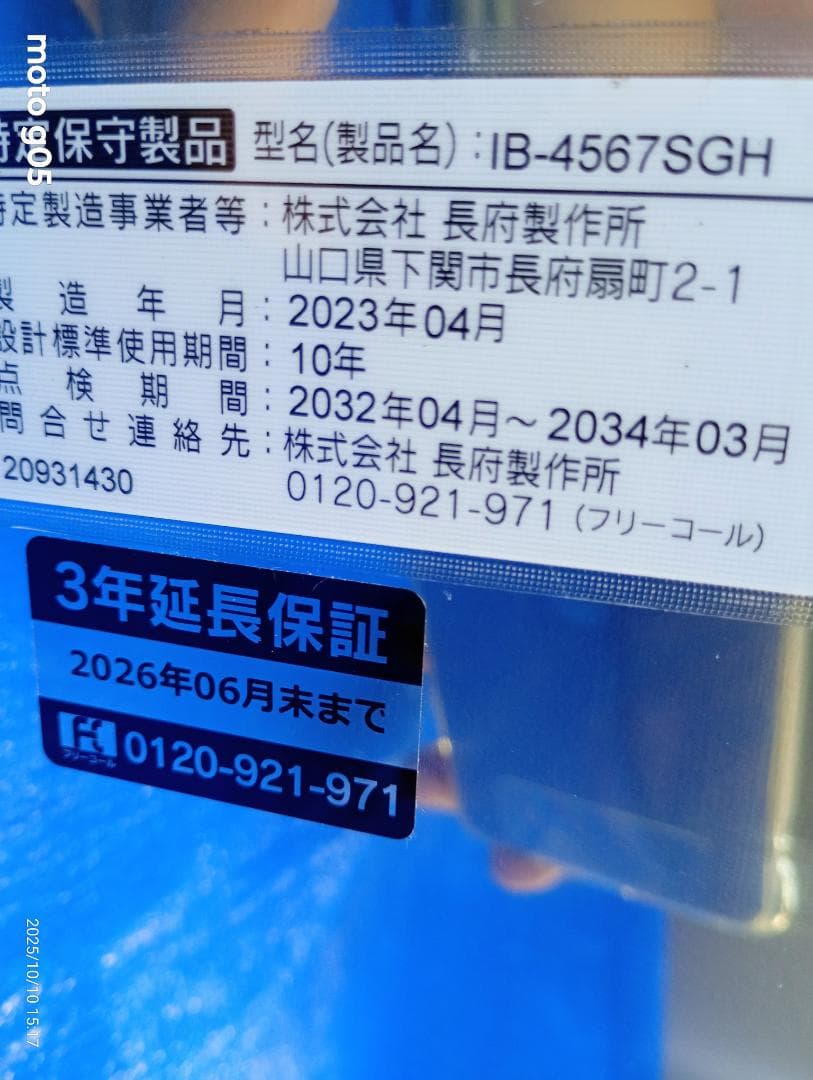 特定保守製品 型名(製品名):IB-4567SGH
特定製造事業者等:株式会社 長府製作所
山口県下関市長府扇町2-1
製造年月:2023年04月
設計標準使用期間:10年
点検期間:2032年04月～2034年03月
問合せ連絡先:株式会社 長府製作所
20931430 0120-921-971(フリーコール)
3年延長保証
2026年06月末まで
フリーコール 0120-921-971
moto g05
2025/10/10 15:17